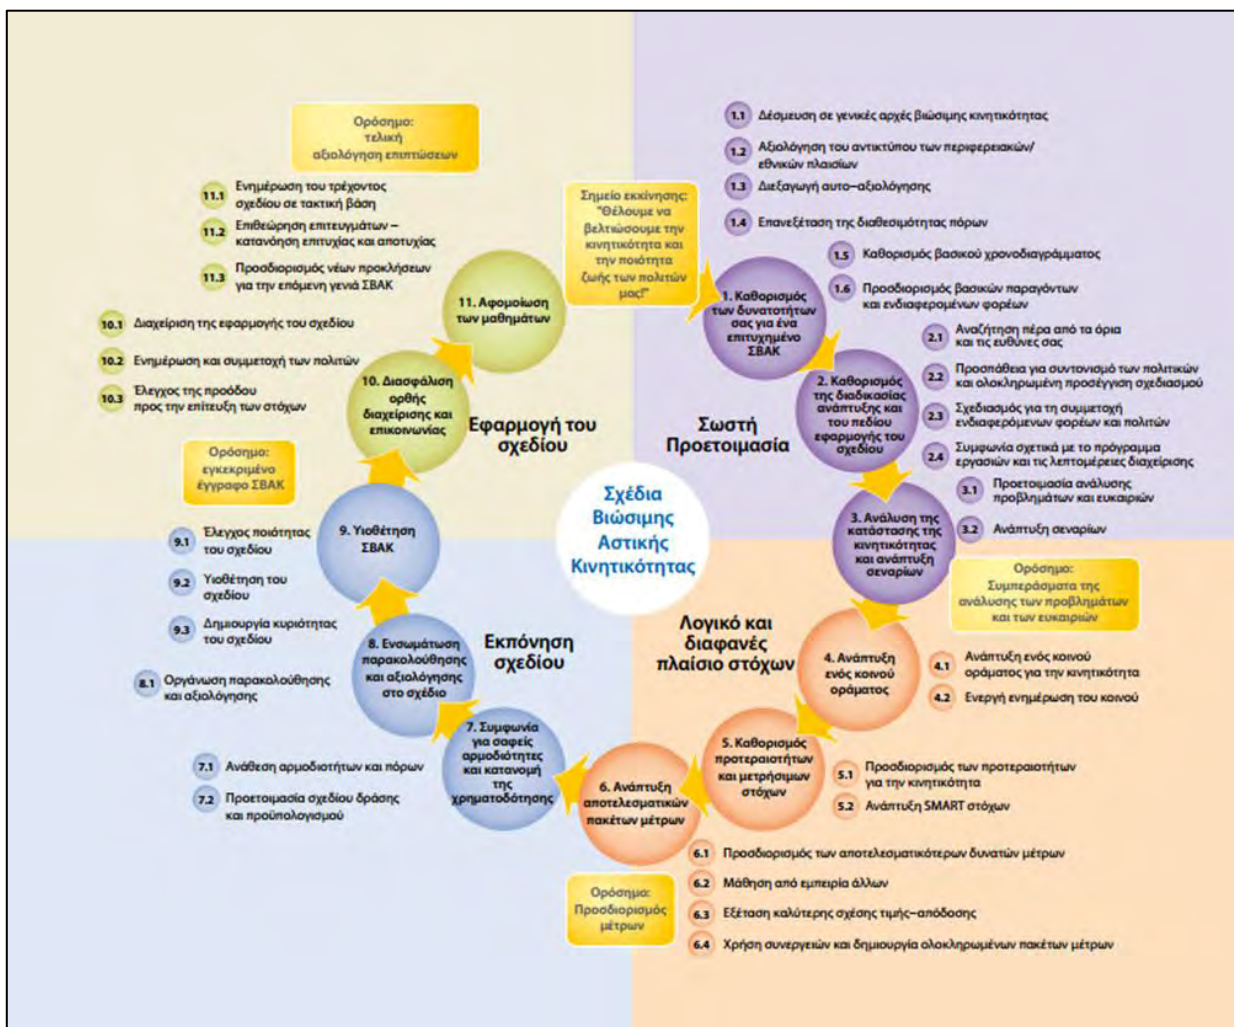 Ορόσημο:
τελική
αξιολόγηση επιπτώσεων
11.1 Ενημέρωση του τρέχοντος
σχεδίου σε τακτική βάση
11.2 Επιθεώρηση επιτευγμάτων –
κατανόηση επιτυχίας και αποτυχίας
11.3 Προσδιορισμός νέων προκλήσεων
για την επόμενη γενιά ΣΒΑΚ
10.1 Διαχείριση της εφαρμογής του σχεδίου
10.2 Ενημέρωση και συμμετοχή των πολιτών
10.3 Έλεγχος της προόδου
προς την επίτευξη των στόχων
11. Αφομοίωση
των μαθημάτων
10. Διασφάλιση
ορθής
διαχείρισης και
επικοινωνίας
Εφαρμογή του
σχεδίου
Σημείο εκκίνησης:
"Θέλουμε να
βελτιώσουμε την
κινητικότητα και
την ποιότητα
ζωής των πολιτών
μας!"
1.1 Δέσμευση σε γενικές αρχές βιώσιμης κινητικότητας
1.2 Αξιολόγηση του αντικτύπου των περιφερειακών/
εθνικών πλαισίων
1.3 Διεξαγωγή αυτο–αξιολόγησης
1.4 Επανεξέταση της διαθεσιμότητας πόρων
1.5 Καθορισμός βασικού χρονοδιαγράμματος
1.6 Προσδιορισμός βασικών παραγόντων
και ενδιαφερομένων φορέων
1. Καθορισμός
των δυνατοτήτων
σας για ένα
επιτυχημένο
ΣΒΑΚ
2.1 Αναζήτηση πέρα από τα όρια
και τις ευθύνες σας
2.2 Προσπάθεια για συντονισμό των πολιτικών
και ολοκληρωμένη προσέγγιση σχεδιασμού
2.3 Σχεδιασμός για τη συμμετοχή
ενδιαφερόμενων φορέων και πολιτών
2.4 Συμφωνία σχετικά με το πρόγραμμα
εργασιών και τις λεπτομέρειες διαχείρισης
2. Καθορισμός
της διαδικασίας
ανάπτυξης και
του πεδίου
εφαρμογής του
σχεδίου
Σωστή
Προετοιμασία
3.1 Προετοιμασία ανάλυσης
προβλημάτων και ευκαιριών
3.2 Ανάπτυξη σεναρίων
3. Ανάλυση της
κατάστασης της
κινητικότητας
και ανάπτυξη
σεναρίων
Ορόσημο:
Συμπεράσματα της
ανάλυσης των προβλημάτων
και των ευκαιριών
Σχέδια
Βιώσιμης
Αστικής
Κινητικότητας
Ορόσημο:
εγκεκριμένο
έγγραφο ΣΒΑΚ
9. Υιοθέτηση
ΣΒΑΚ
9.1 Έλεγχος ποιότητας
του σχεδίου
9.2 Υιοθέτηση του
σχεδίου
9.3 Δημιουργία κυριότητας
του σχεδίου
8.1 Οργάνωση παρακολούθησης
και αξιολόγησης
8. Ενσωμάτωση
παρακολούθησης
και αξιολόγησης
στο σχέδιο
Εκπόνηση
σχεδίου
Λογικό και
διαφανές
πλαίσιο στόχων
4. Ανάπτυξη
ενός κοινού
οράματος
4.1 Ανάπτυξη ενός κοινού
οράματος για την κινητικότητα
4.2 Ενεργή ενημέρωση του κοινού
7. Συμφωνία
για σαφείς
αρμοδιότητες
και κατανομή
της
χρηματοδότησης
7.1 Ανάθεση αρμοδιοτήτων και πόρων
7.2 Προετοιμασία σχεδίου δράσης
και προϋπολογισμού
5. Καθορισμός
προτεραιοτήτων
και μετρήσιμων
στόχων
5.1 Προσδιορισμός των προτεραιοτήτων
για την κινητικότητα
5.2 Ανάπτυξη SMART στόχων
6. Ανάπτυξη
αποτελεσματικών
πακέτων μέτρων
6.1 Προσδιορισμός των αποτελεσματικότερων δυνατών μέτρων
6.2 Μάθηση από εμπειρία άλλων
6.3 Εξέταση καλύτερης σχέσης τιμής–απόδοσης
6.4 Χρήση συνεργειών και δημιουργία ολοκληρωμένων πακέτων μέτρων
Ορόσημο:
Προσδιορισμός
μέτρων